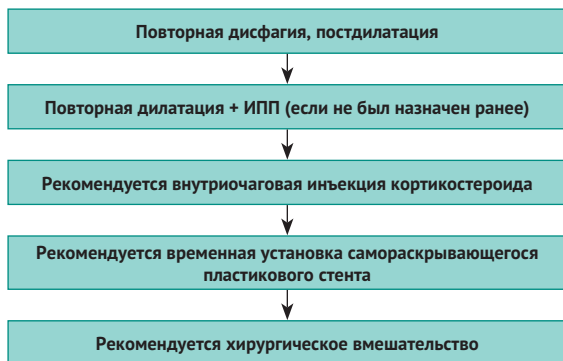 Повторная дисфагия, постдилатация
Повторная дилатация + ИПП (если не был назначен ранее)
Рекомендуется внутриочаговая инъекция кортикостероида
Рекомендуется временная установка самораскрывающегося
пластикового стента
Рекомендуется хирургическое вмешательство